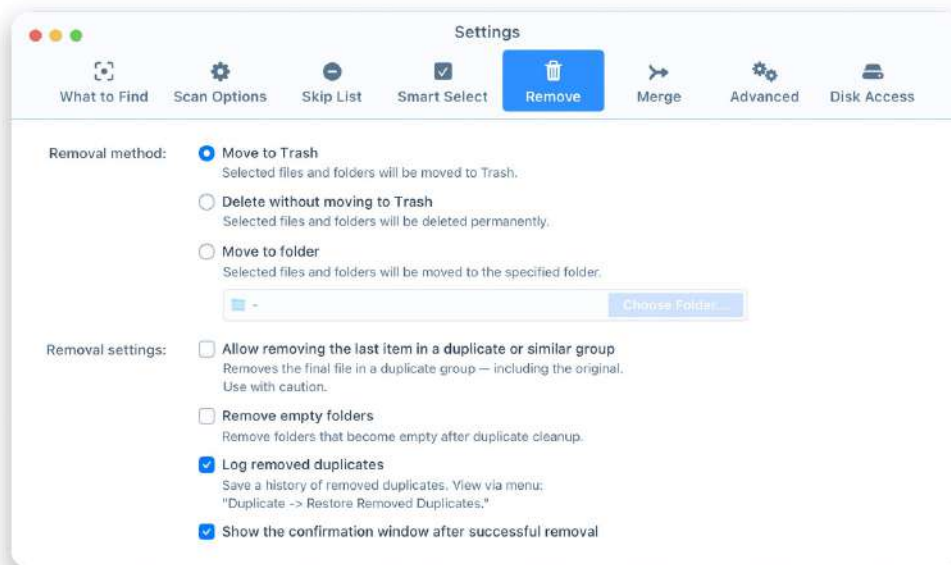 Settings
What to Find
Scan Options
Skip List
Smart Select
Remove
Merge
Advanced
Disk Access
Removal method:
Move to Trash
Selected files and folders will be moved to Trash.
Delete without moving to Trash
Selected files and folders will be deleted permanently.
Move to folder
Selected files and folders will be moved to the specified folder.
-
Choose Folder...
Removal settings:
Allow removing the last item in a duplicate or similar group
Removes the final file in a duplicate group — including the original.
Use with caution.
Remove empty folders
Remove folders that become empty after duplicate cleanup.
Log removed duplicates
Save a history of removed duplicates. View via menu:
"Duplicate -> Restore Removed Duplicates."
Show the confirmation window after successful removal